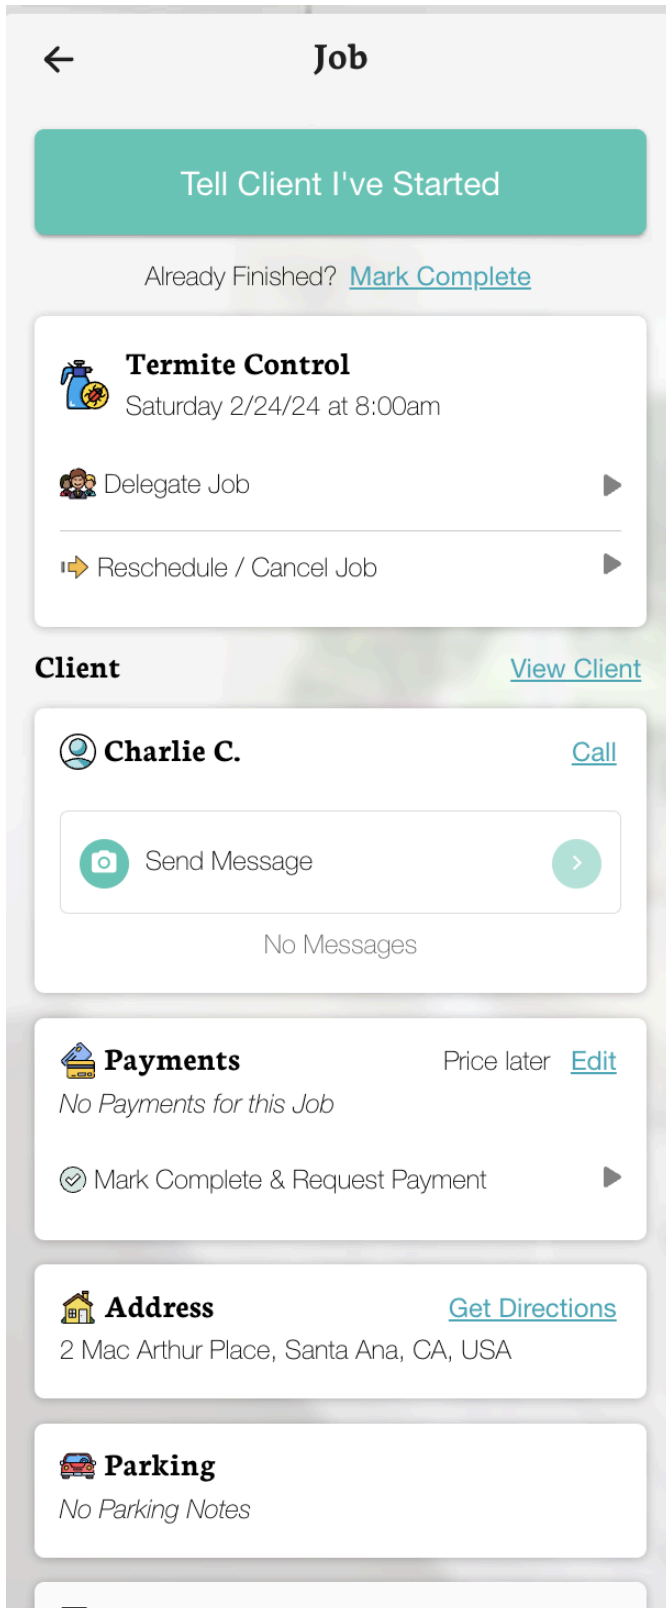 Job
Tell Client I've Started
Already Finished? Mark Complete
Termite Control
Saturday 2/24/24 at 8:00am
Delegate Job
Reschedule / Cancel Job
Client View Client
Charlie C. Call
Send Message
No Messages
Payments Price later Edit
No Payments for this Job
Mark Complete & Request Payment
Address Get Directions
2 Mac Arthur Place, Santa Ana, CA, USA
Parking
No Parking Notes